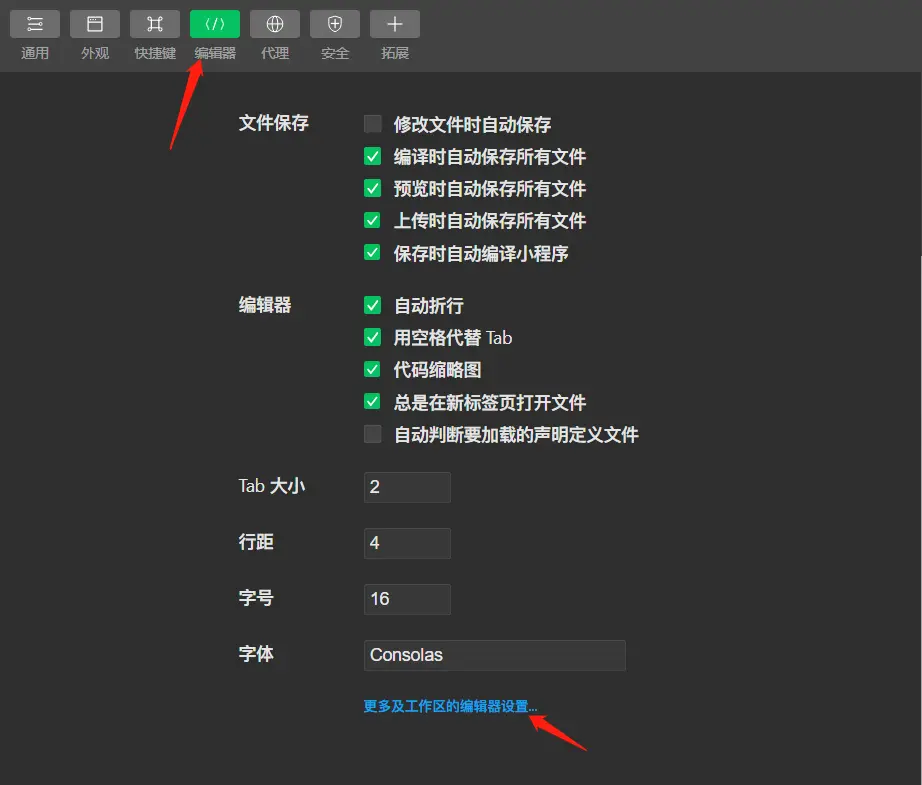 通用 外观 快捷键 编辑器 代理 安全 拓展
文件保存 修改文件时自动保存
编译时自动保存所有文件
预览时自动保存所有文件
上传时自动保存所有文件
保存时自动编译小程序
编辑器 自动折行
用空格代替 Tab
代码缩略图
总是在新标签页打开文件
自动判断要加载的声明定义文件
Tab 大小 2
行距 4
字号 16
字体 Consolas
更多及工作区的编辑器设置...